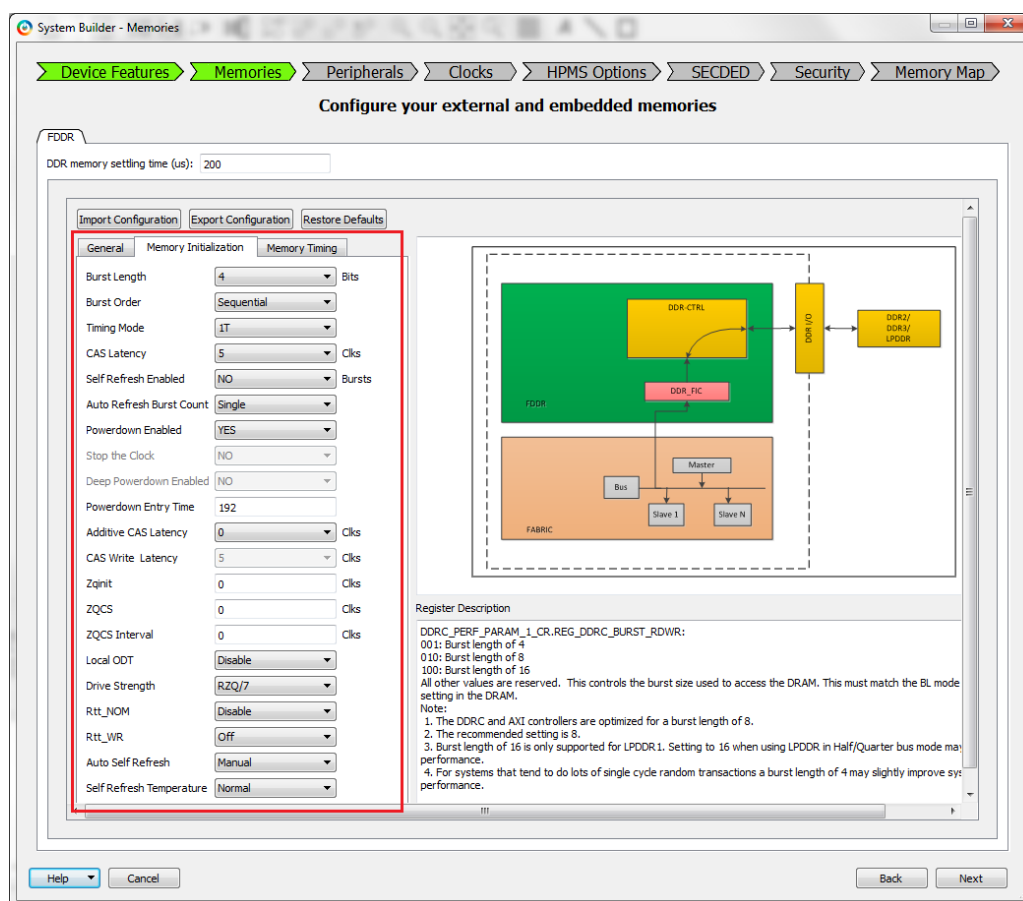 System Builder - Memories
Device Features Memories Peripherals Clocks HPMS Options SECDED Security Memory Map
Configure your external and embedded memories
FDDR
DDR memory settling time (us): 200
Import Configuration Export Configuration Restore Defaults
General Memory Initialization Memory Timing
Burst Length 4 Bits
Burst Order Sequential
Timing Mode 1T
CAS Latency 5 Clks
Self Refresh Enabled NO Bursts
Auto Refresh Burst Count Single
Powerdown Enabled YES
Stop the Clock NO
Deep Powerdown Enabled NO
Powerdown Entry Time 192
Additive CAS Latency 0 Clks
CAS Write Latency 5 Clks
Zqinit 0 Clks
ZQCS 0 Clks
ZQCS Interval 0 Clks
Local ODT Disable
Drive Strength RZQ/7
Rtt_NOM Disable
Rtt_WR Off
Auto Self Refresh Manual
Self Refresh Temperature Normal
DDR-CTRL
DDR I/O
DDR2/
DDR3/
LPDDR
DDR_FIC
FDDR
Master
Bus
Slave 1 Slave N
FABRIC
Register Description
DDRC_PERF_PARAM_1_CR.REG_DDRC_BURST_RDWR:
001: Burst length of 4
010: Burst length of 8
100: Burst length of 16
All other values are reserved. This controls the burst size used to access the DRAM. This must match the BL mode
setting in the DRAM.
Note:
1. The DDRC and AXI controllers are optimized for a burst length of 8.
2. The recommended setting is 8.
3. Burst length of 16 is only supported for LPDDR1. Setting to 16 when using LPDDR in Half/Quarter bus mode may
performance.
4. For systems that tend to do lots of single cycle random transactions a burst length of 4 may slightly improve sys
performance.
Help Cancel Back Next